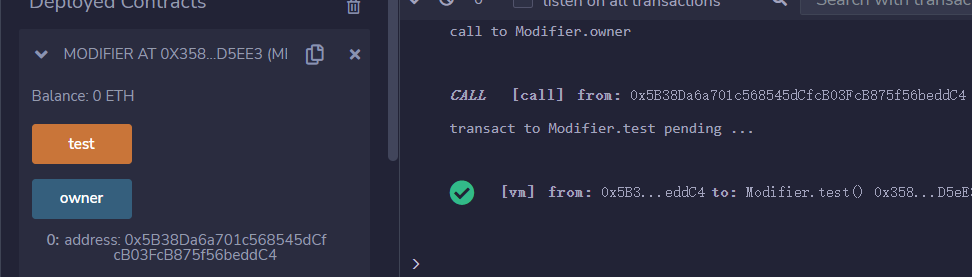 Deployed Contracts
0
listen on all transactions
Search with transac
MODIFIER AT 0X358...D5EE3 (MI
Balance: 0 ETH
test
owner
0: address: 0x5B38Da6a701c568545dCf
cB03FcB875f56beddC4
call to Modifier.owner
CALL [call] from: 0x5B38Da6a701c568545dCfcB03FcB875f56beddC4
transact to Modifier.test pending ...
[vm] from: 0x5B3...eddC4 to: Modifier.test() 0x358...D5eE3
>